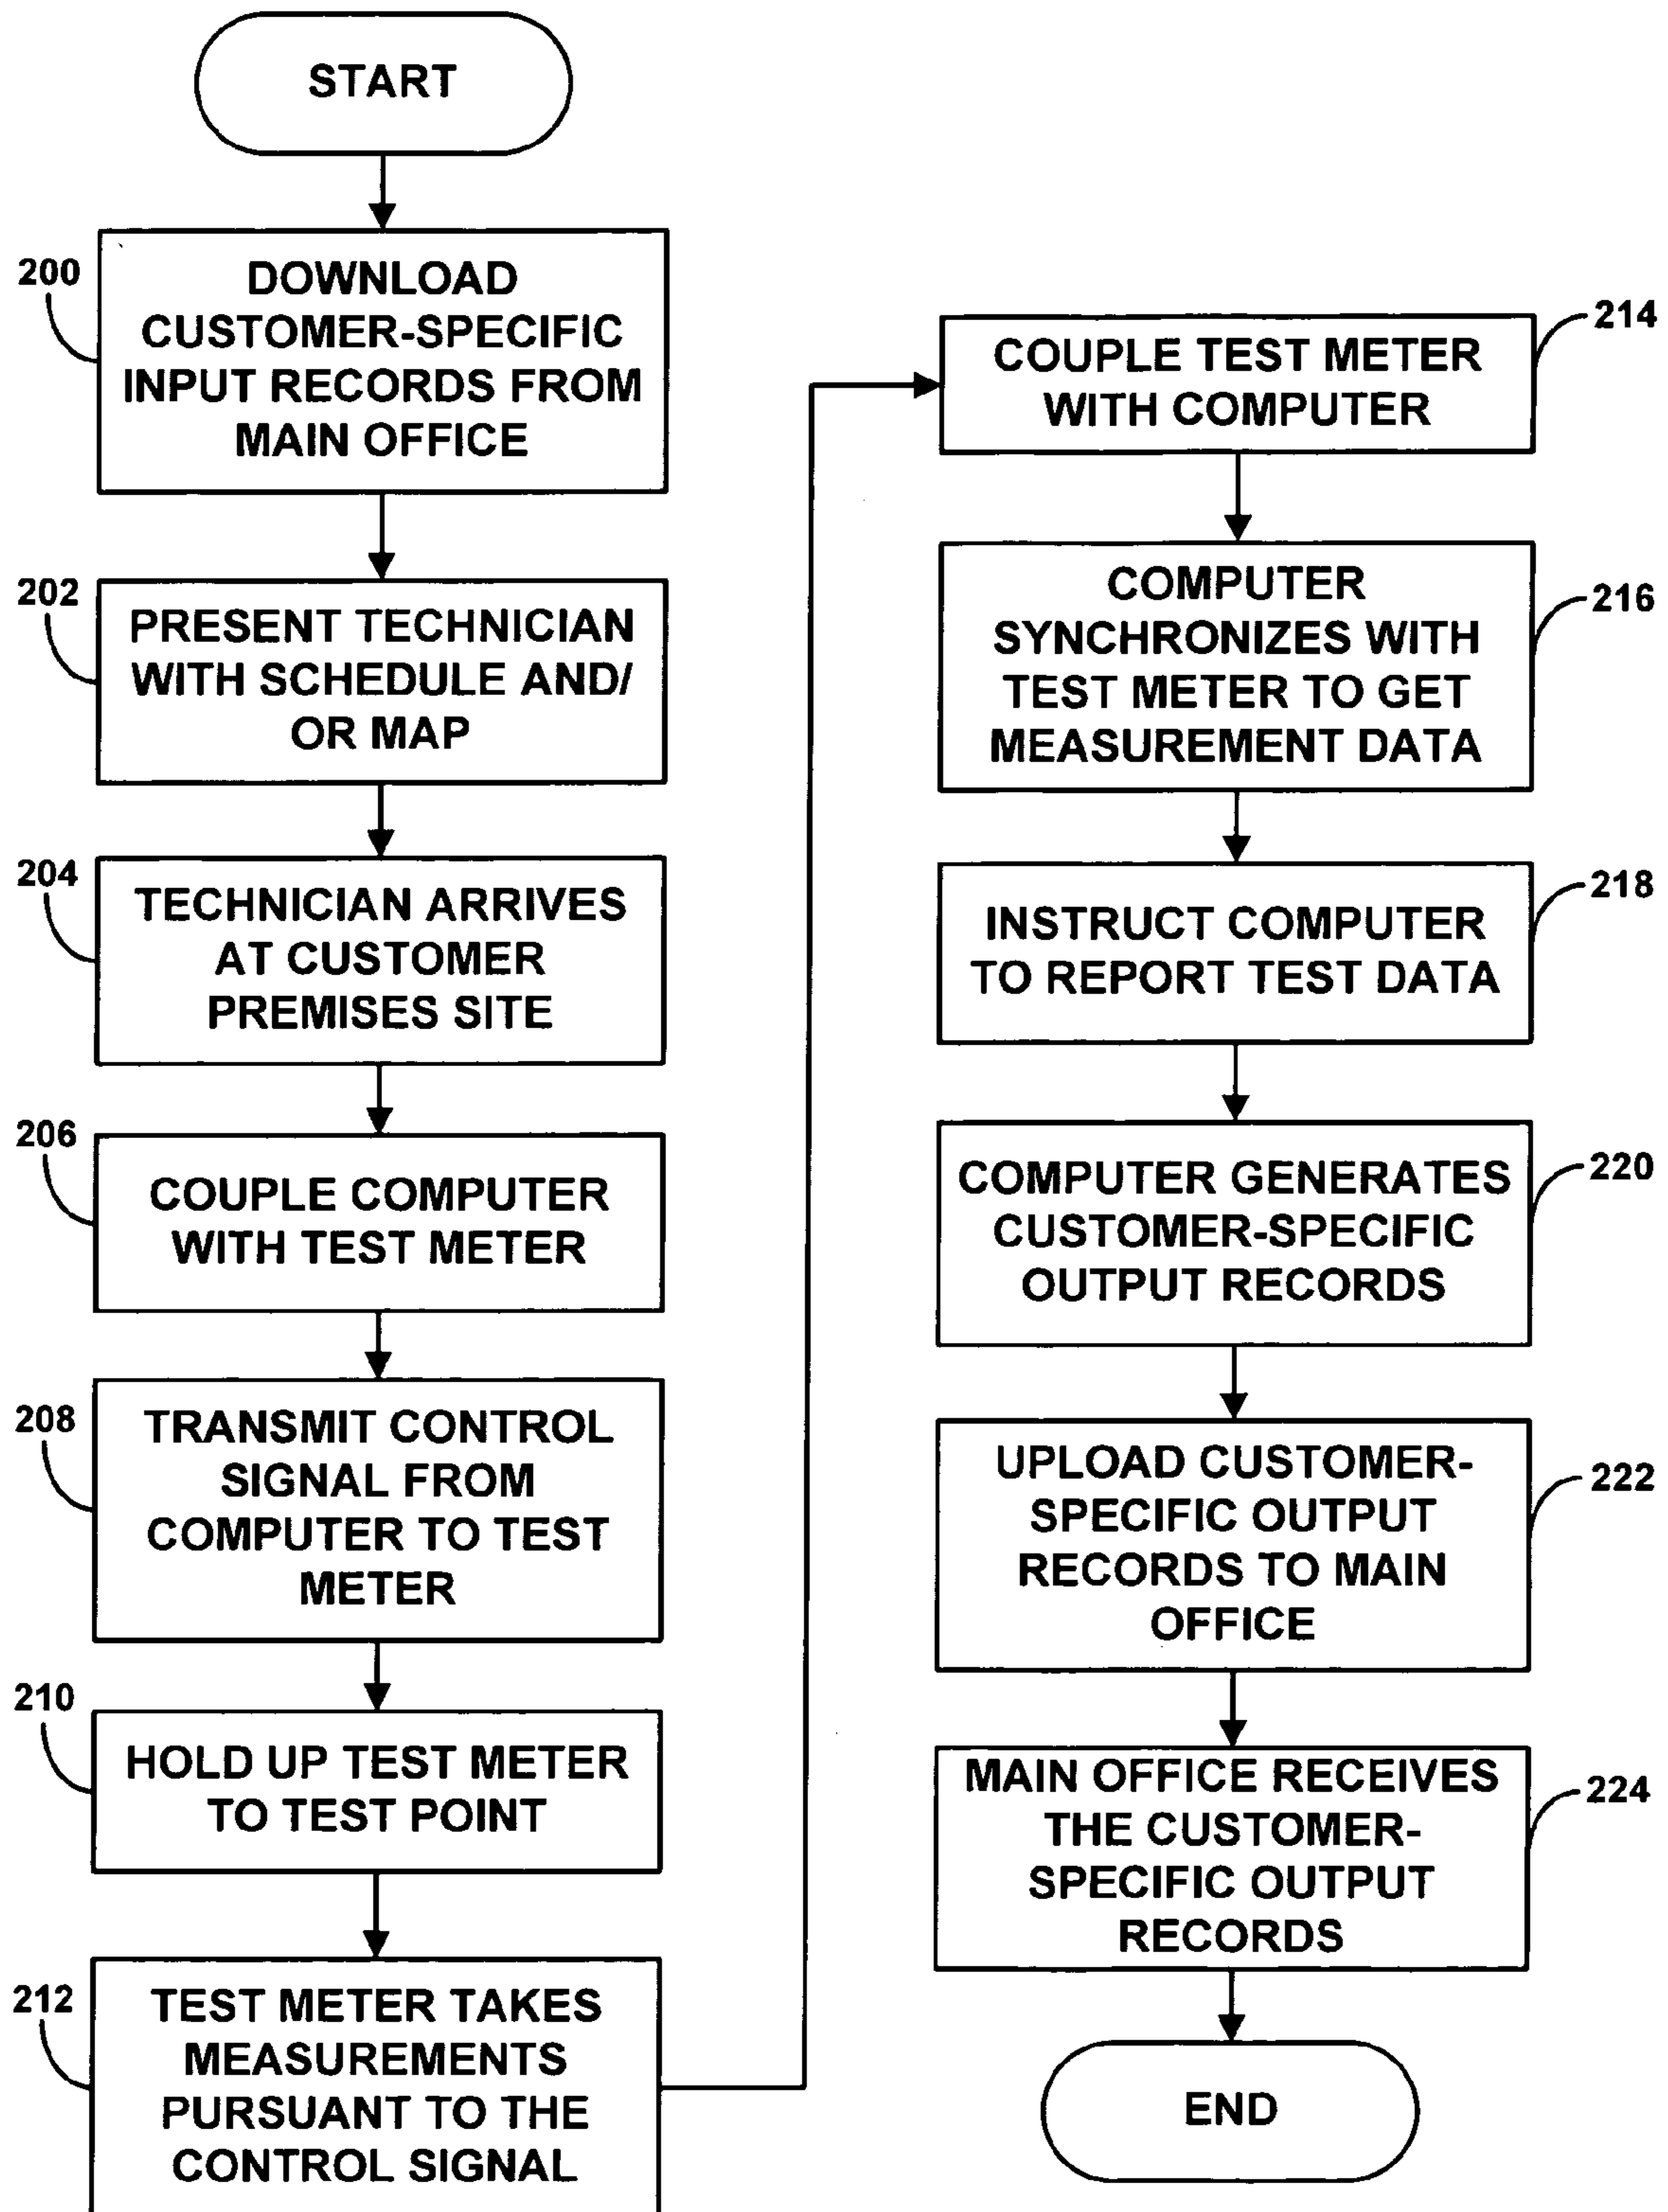 START
200
DOWNLOAD
CUSTOMER-SPECIFIC
INPUT RECORDS FROM
MAIN OFFICE
202
PRESENT TECHNICIAN
WITH SCHEDULE AND/
OR MAP
204
TECHNICIAN ARRIVES
AT CUSTOMER
PREMISES SITE
206
COUPLE COMPUTER
WITH TEST METER
208
TRANSMIT CONTROL
SIGNAL FROM
COMPUTER TO TEST
METER
210
HOLD UP TEST METER
TO TEST POINT
212
TEST METER TAKES
MEASUREMENTS
PURSUANT TO THE
CONTROL SIGNAL
214
COUPLE TEST METER
WITH COMPUTER
216
COMPUTER
SYNCHRONIZES WITH
TEST METER TO GET
MEASUREMENT DATA
218
INSTRUCT COMPUTER
TO REPORT TEST DATA
220
COMPUTER GENERATES
CUSTOMER-SPECIFIC
OUTPUT RECORDS
222
UPLOAD CUSTOMER-
SPECIFIC OUTPUT
RECORDS TO MAIN
OFFICE
224
MAIN OFFICE RECEIVES
THE CUSTOMER-
SPECIFIC OUTPUT
RECORDS
END